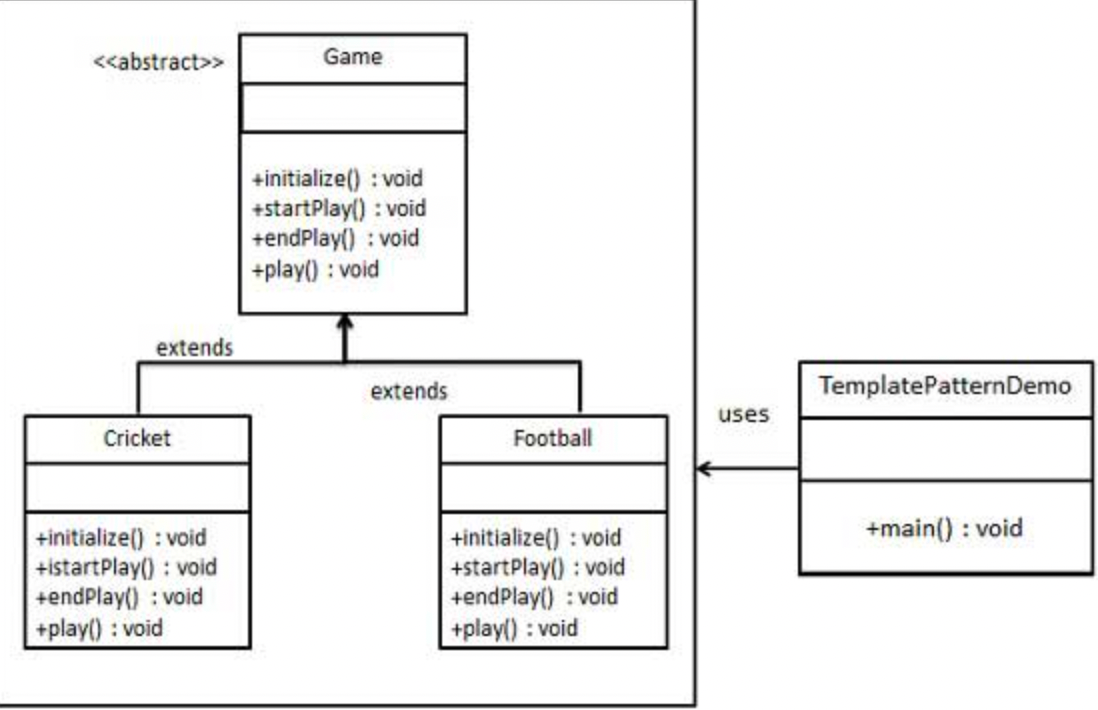 <<abstract>>
Game
+initialize() : void
+startPlay() : void
+endPlay() : void
+play() : void
extends
extends
Cricket
+initialize() : void
+istartPlay() : void
+endPlay() : void
+play() : void
Football
+initialize() : void
+startPlay() : void
+endPlay() : void
+play() : void
uses
TemplatePatternDemo
+main() : void